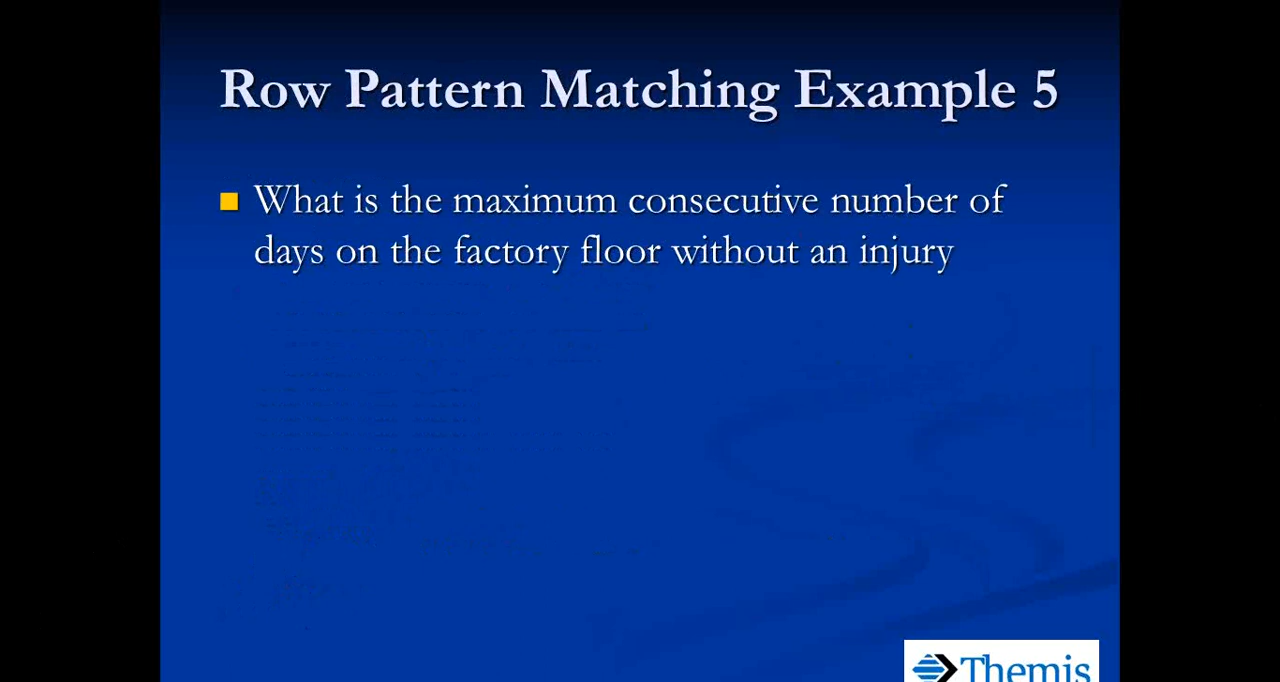 Row Pattern Matching Example 5
What is the maximum consecutive number of
days on the factory floor without an injury
Themis